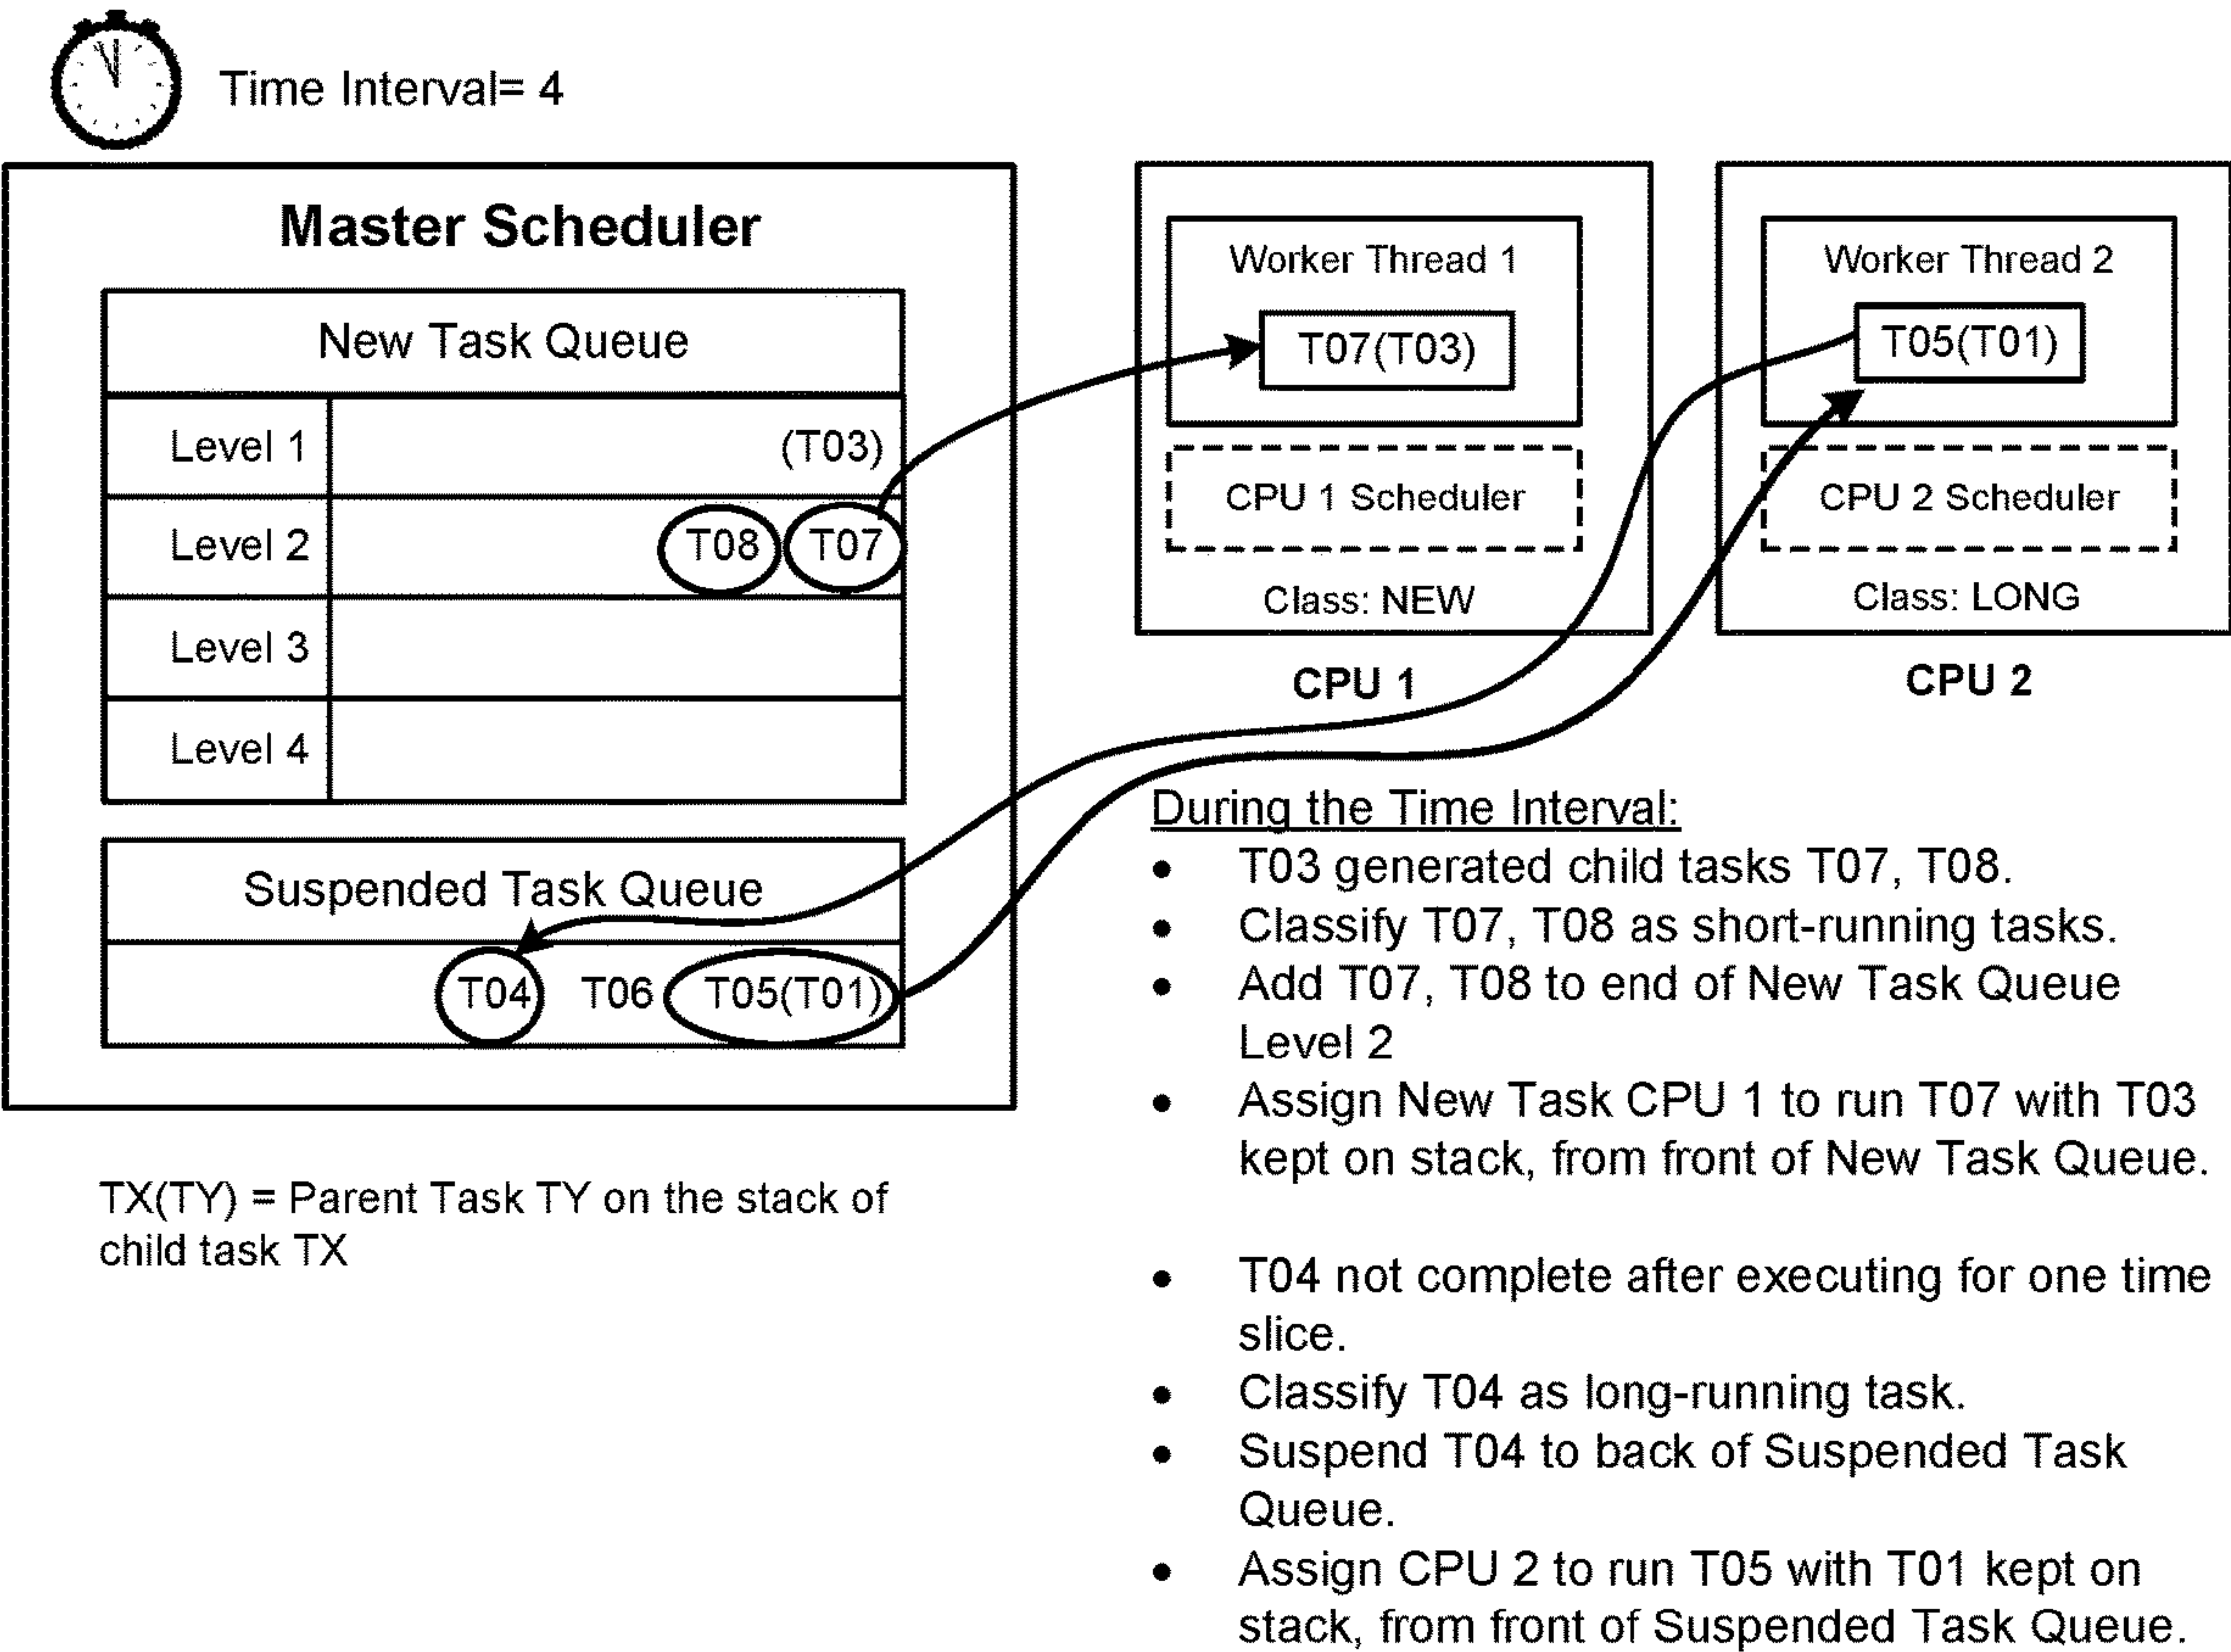 Time Interval= 4
Master Scheduler
New Task Queue
Level 1
(T03)
Level 2
T08
T07
Level 3
Level 4
Suspended Task Queue
T04
T06
T05(T01)
TX(TY) = Parent Task TY on the stack of
child task TX
Worker Thread 1
T07(T03)
CPU 1 Scheduler
Class: NEW
CPU 1
Worker Thread 2
T05(T01)
CPU 2 Scheduler
Class: LONG
CPU 2
During the Time Interval:
• T03 generated child tasks T07, T08.
• Classify T07, T08 as short-running tasks.
• Add T07, T08 to end of New Task Queue
Level 2
• Assign New Task CPU 1 to run T07 with T03
kept on stack, from front of New Task Queue.
• T04 not complete after executing for one time
slice.
• Classify T04 as long-running task.
• Suspend T04 to back of Suspended Task
Queue.
• Assign CPU 2 to run T05 with T01 kept on
stack, from front of Suspended Task Queue.